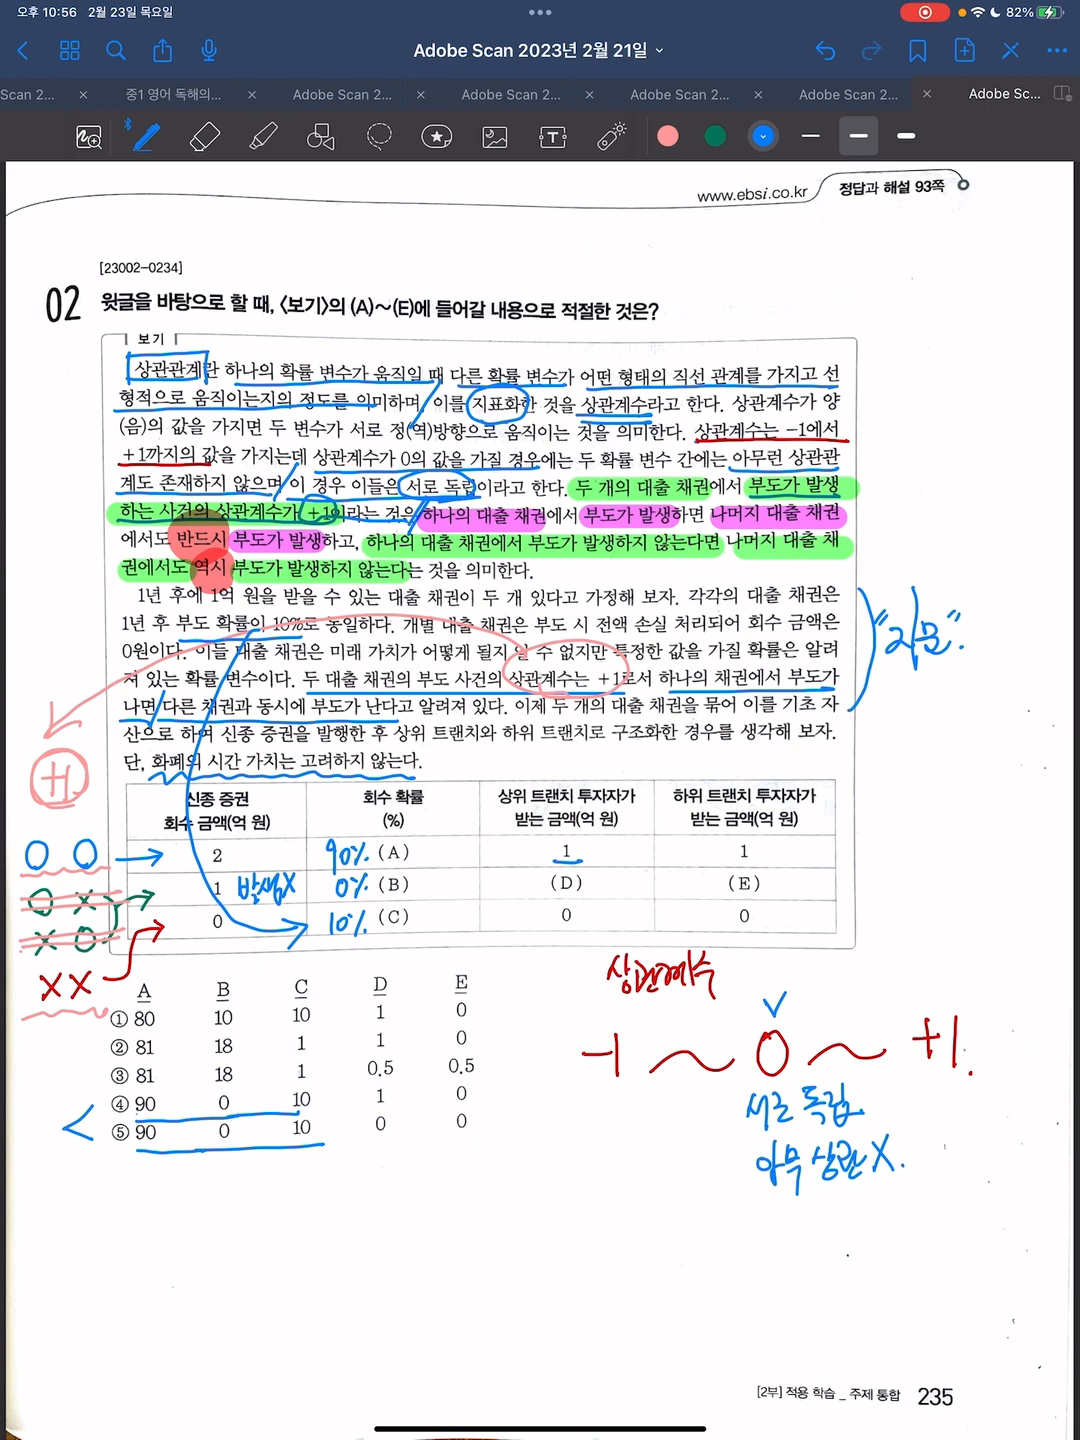 오후 10:56 2월 23일 목요일
82%
Adobe Scan 2023년 2월 21일
Scan 2...
중1 영어 독해의...
Adobe Scan 2...
Adobe Scan 2...
Adobe Scan 2...
Adobe Scan 2...
Adobe Sc...
www.ebsi.co.kr
정답과 해설 93쪽
[23002-0234]
02 윗글을 바탕으로 할 때, <보기>의 (A)~(E)에 들어갈 내용으로 적절한 것은?
보기
상관관계란 하나의 확률 변수가 움직일 때 다른 확률 변수가 어떤 형태의 직선 관계를 가지고 선
형적으로 움직이는지의 정도를 의미하며, 이를 지표화한 것을 상관계수라고 한다. 상관계수가 양
(음)의 값을 가지면 두 변수가 서로 정(역)방향으로 움직이는 것을 의미한다. 상관계수는 -1에서
+1까지의 값을 가지는데 상관계수가 0의 값을 가질 경우에는 두 확률 변수 간에는 아무런 상관관
계도 존재하지 않으며 이 경우 이들은 서로 독립이라고 한다. 두 개의 대출 채권에서 부도가 발생
하는 사건의 상관계수가 +1이라는 것은 하나의 대출 채권에서 부도가 발생하면 나머지 대출 채권
에서도 반드시 부도가 발생하고, 하나의 대출 채권에서 부도가 발생하지 않는다면 나머지 대출 채
권에서도 역시 부도가 발생하지 않는다는 것을 의미한다.
1년 후에 1억 원을 받을 수 있는 대출 채권이 두 개 있다고 가정해 보자. 각각의 대출 채권은
1년 후 부도 확률이 10%로 동일하다. 개별 대출 채권은 부도 시 전액 손실 처리되어 회수 금액은
0원이다. 이들 대출 채권은 미래 가치가 어떻게 될지 알 수 없지만 특정한 값을 가질 확률은 알려
져 있는 확률 변수이다. 두 대출 채권의 부도 사건의 상관계수는 +1로서 하나의 채권에서 부도가
나면 다른 채권과 동시에 부도가 난다고 알려져 있다. 이제 두 개의 대출 채권을 묶어 이를 기초 자
산으로 하여 신종 증권을 발행한 후 상위 트랜치와 하위 트랜치로 구조화한 경우를 생각해 보자.
단, 화폐의 시간 가치는 고려하지 않는다.
"지문".
+1
신종 증권 회수 확률 상위 트랜치 투자자가 하위 트랜치 투자자가
회수 금액(억 원) (%) 받는 금액(억 원) 받는 금액(억 원)
O O 2 90% (A) 1 1
O X 1 발생X 0% (B) (D) (E)
X O 0 10% (C) 0 0
X X
A B C D E
① 80 10 10 1 0
② 81 18 1 1 0
③ 81 18 1 0.5 0.5
④ 90 0 10 1 0
⑤ 90 0 10 0 0
상관계수
-1 ~ 0 ~ +1.
서로 독립
아무 상관 X.
[2부] 적용 학습 _ 주제 통합 235